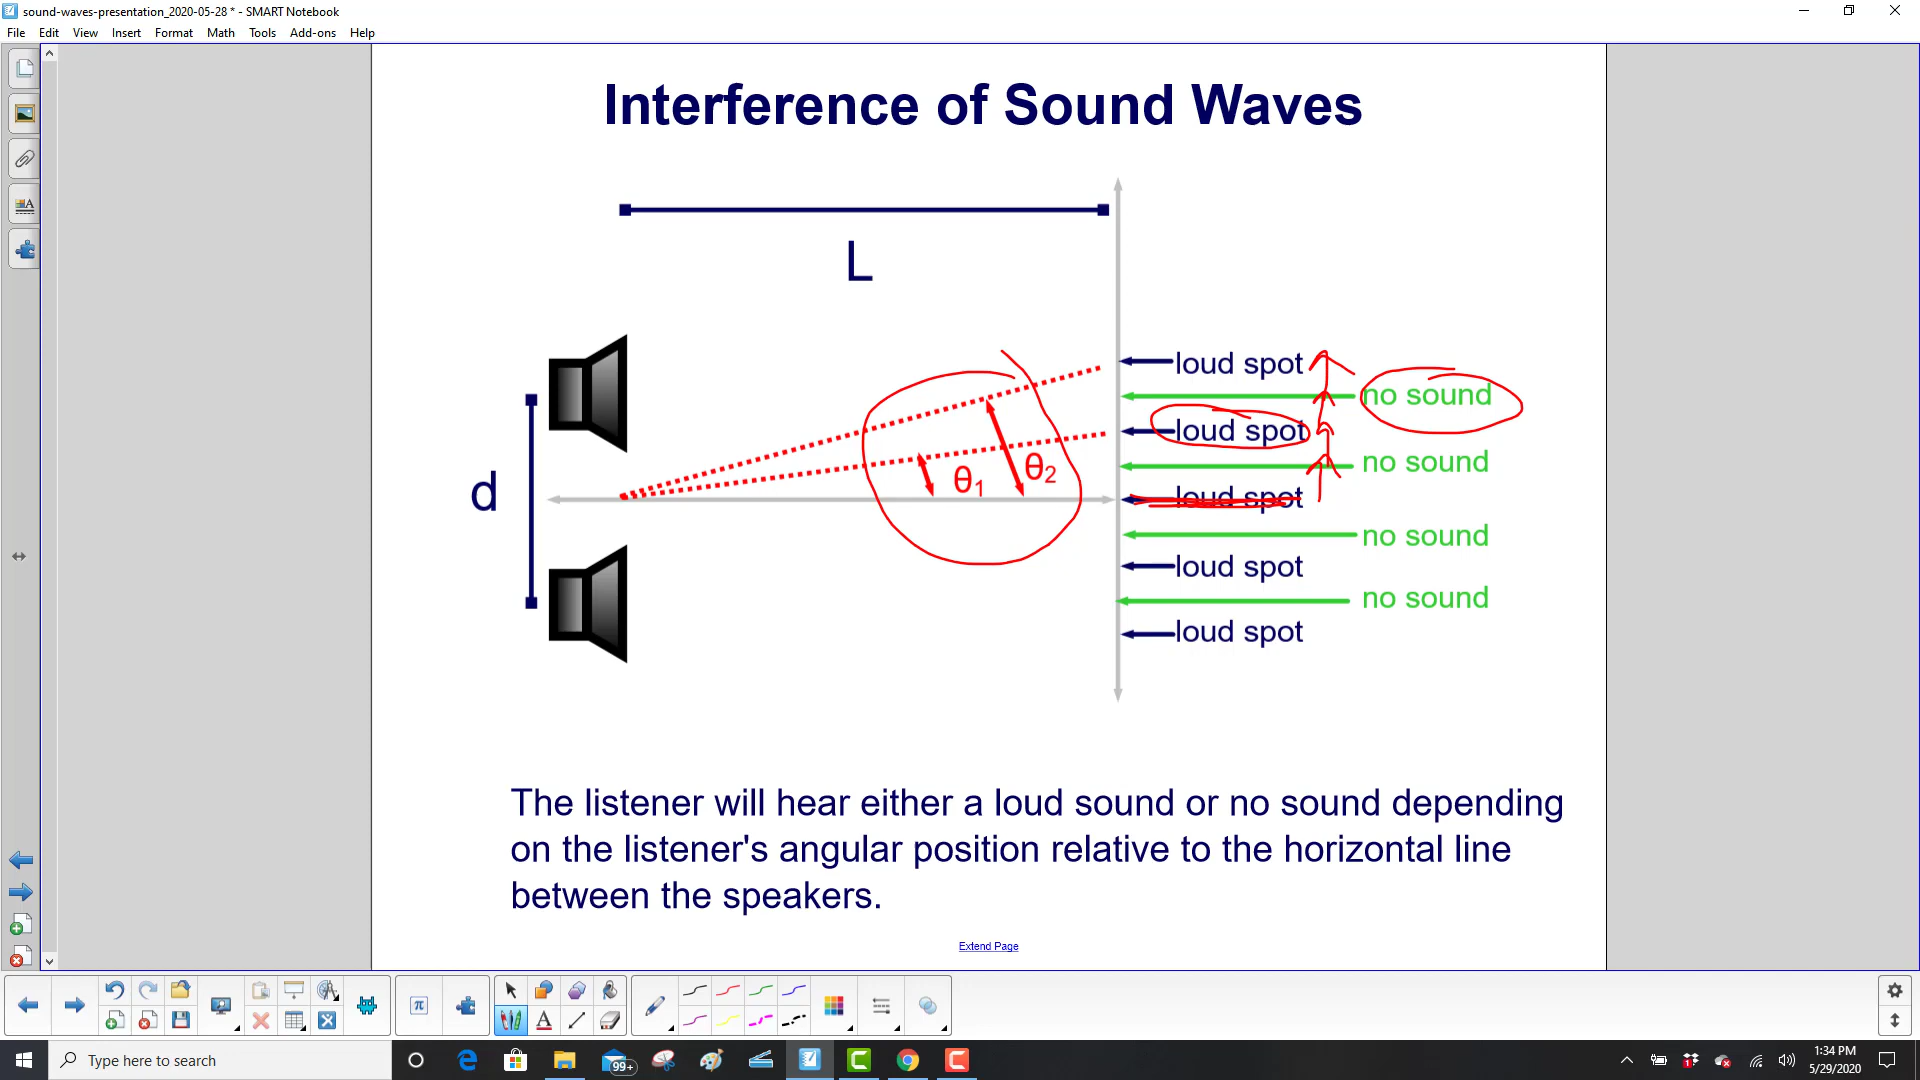 sound-waves-presentation_2020-05-28 * - SMART Notebook
File Edit View Insert Format Math Tools Add-ons Help
Interference of Sound Waves
L
loud spot
no sound
loud spot
no sound
θ1 θ2
d
loud spot
no sound
loud spot
no sound
loud spot
The listener will hear either a loud sound or no sound depending
on the listener's angular position relative to the horizontal line
between the speakers.
Extend Page
π
A
Type here to search
99+
1:34 PM
5/29/2020